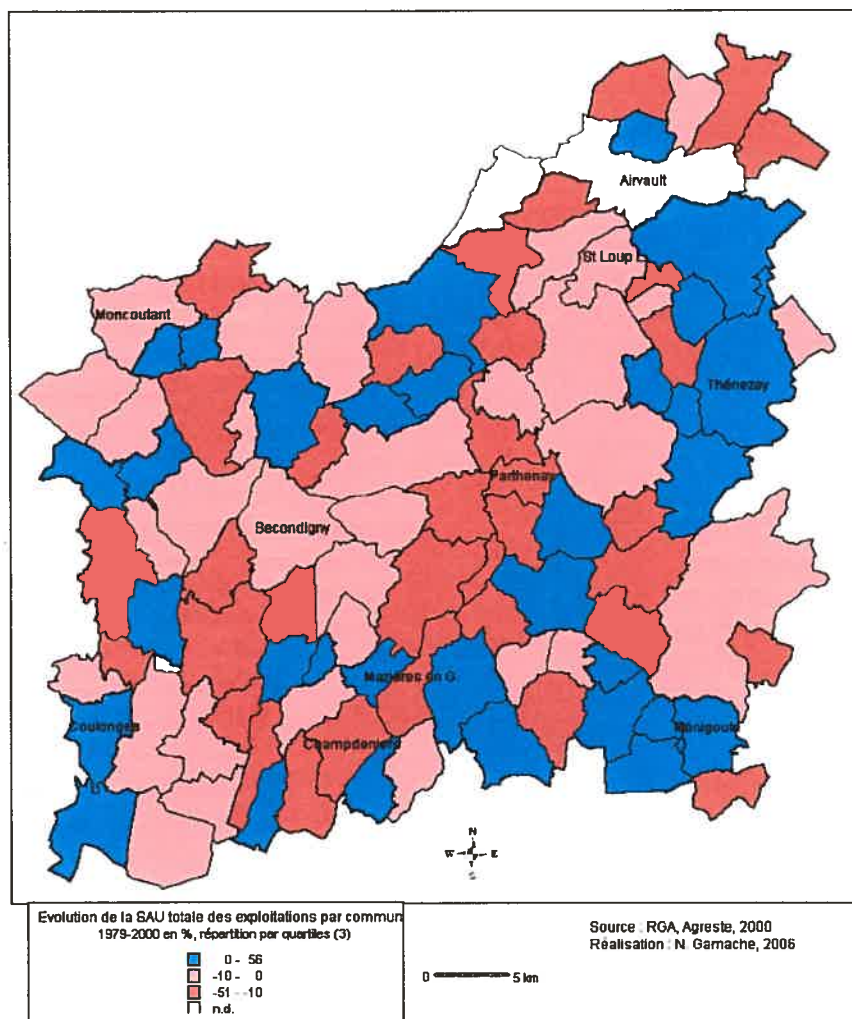 Airvault
St Loup L.
Moncoutant
Thénezay
Parthenay
Secondigny
Mazières en G.
Coulonges
Ménigoute
Champdeniers
N
W E
S
Evolution de la SAU totale des exploitations par commun
1979-2000 en %, répartition par quartiles (3)
0 - 56
-10 - 0
-51 - -10
n.d.
Source : RGA, Agreste, 2000
Réalisation : N. Gamache, 2006
0 5 km